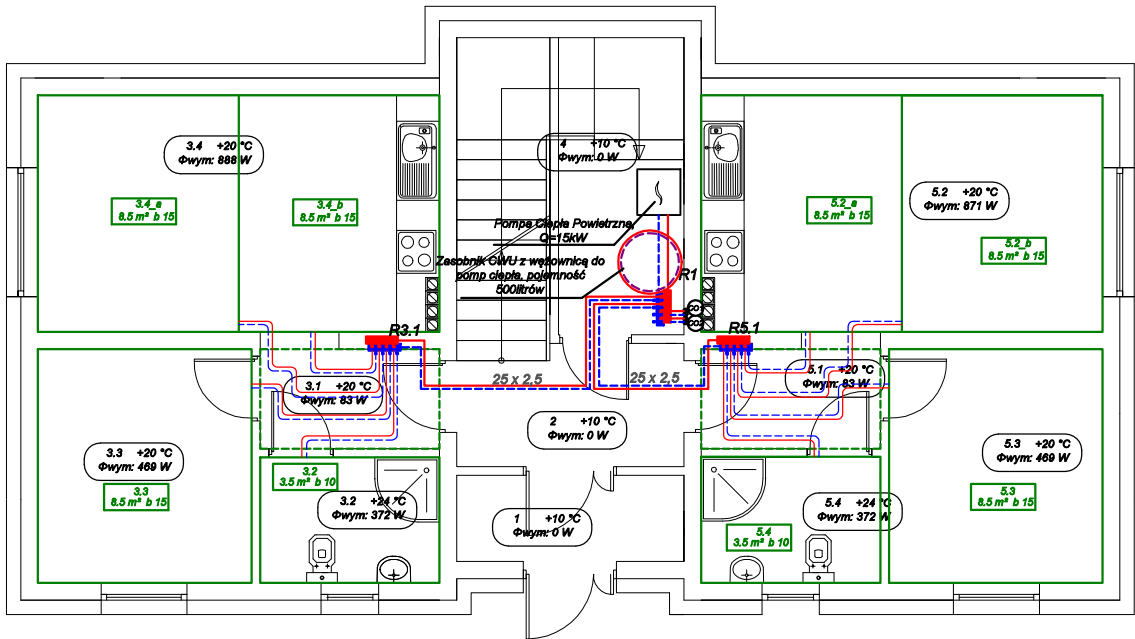 3.4 +20 °C
Φwym: 888 W
4 +10 °C
Φwym: 0 W
5.2 +20 °C
Φwym: 871 W
3.4_a
8.5 m² b 15
3.4_b
8.5 m² b 15
5.2_a
8.5 m² b 15
5.2_b
8.5 m² b 15
Pompa Ciepła Powietrzna,
Q=15kW
Zasobnik CWU z wężownicą do
pomp ciepła, pojemność
500litrów
R1
R3.1
R5.1
25 x 2,5
25 x 2,5
3.1 +20 °C
Φwym: 83 W
5.1 +20 °C
Φwym: 83 W
2 +10 °C
Φwym: 0 W
3.3 +20 °C
Φwym: 469 W
5.3 +20 °C
Φwym: 469 W
3.2
3.5 m² b 10
3.3
8.5 m² b 15
3.2 +24 °C
Φwym: 372 W
1 +10 °C
Φwym: 0 W
5.4 +24 °C
Φwym: 372 W
5.3
8.5 m² b 15
5.4
3.5 m² b 10